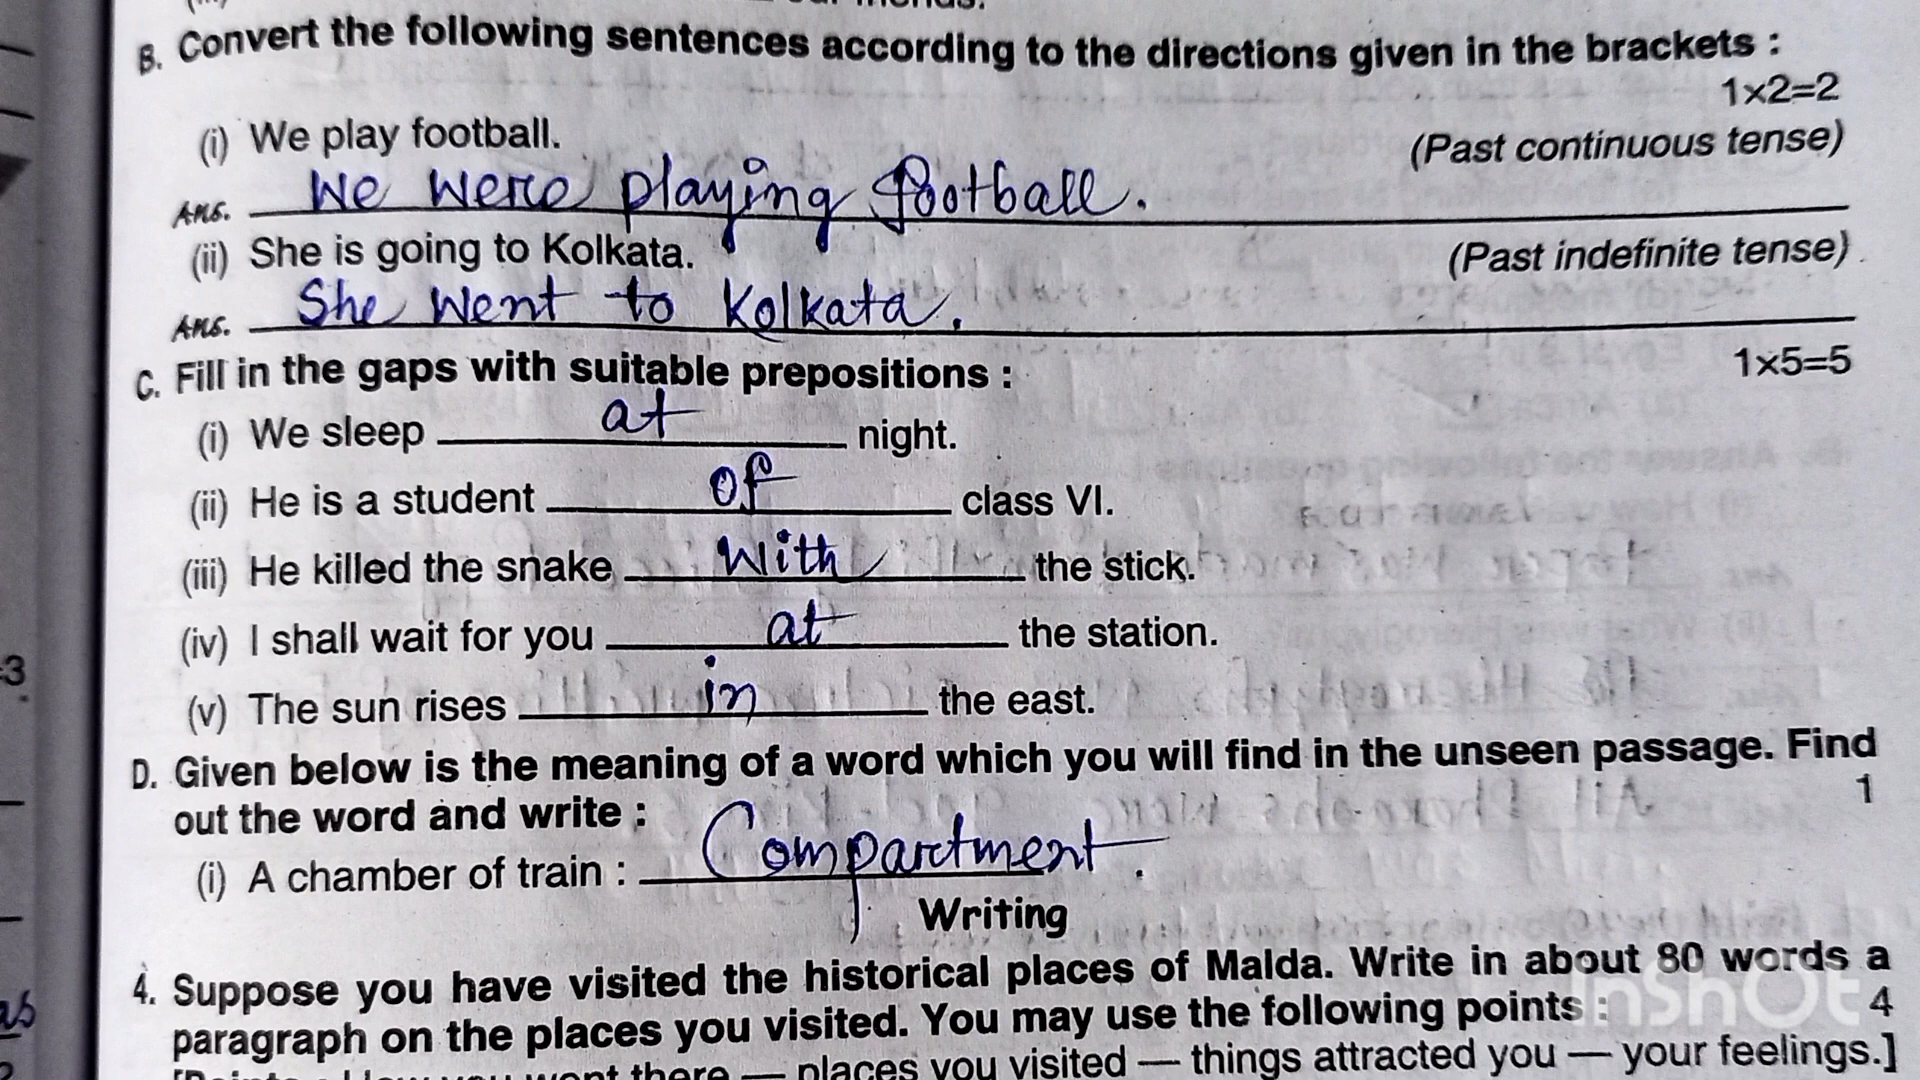 B. Convert the following sentences according to the directions given in the brackets :
1×2=2
(i) We play football. (Past continuous tense)
Ans. We were playing football.
(ii) She is going to Kolkata. (Past indefinite tense)
Ans. She went to Kolkata.
C. Fill in the gaps with suitable prepositions : 1×5=5
(i) We sleep at night.
(ii) He is a student of class VI.
(iii) He killed the snake with the stick.
(iv) I shall wait for you at the station.
(v) The sun rises in the east.
D. Given below is the meaning of a word which you will find in the unseen passage. Find
out the word and write : 1
(i) A chamber of train : Compartment.
Writing
4. Suppose you have visited the historical places of Malda. Write in about 80 words a
paragraph on the places you visited. You may use the following points : 4
went there — places you visited — things attracted you — your feelings.]
InShOt